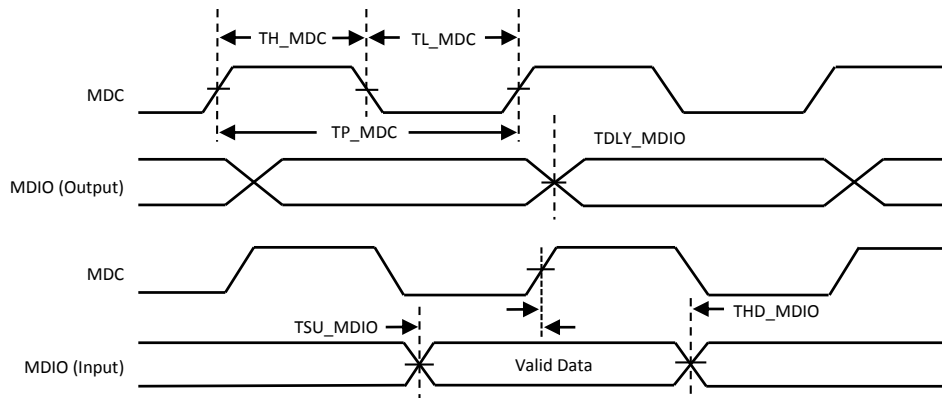 TH_MDC TL_MDC
MDC
TP_MDC
TDLY_MDIO
MDIO (Output)
MDC
TSU_MDIO
THD_MDIO
MDIO (Input)
Valid Data